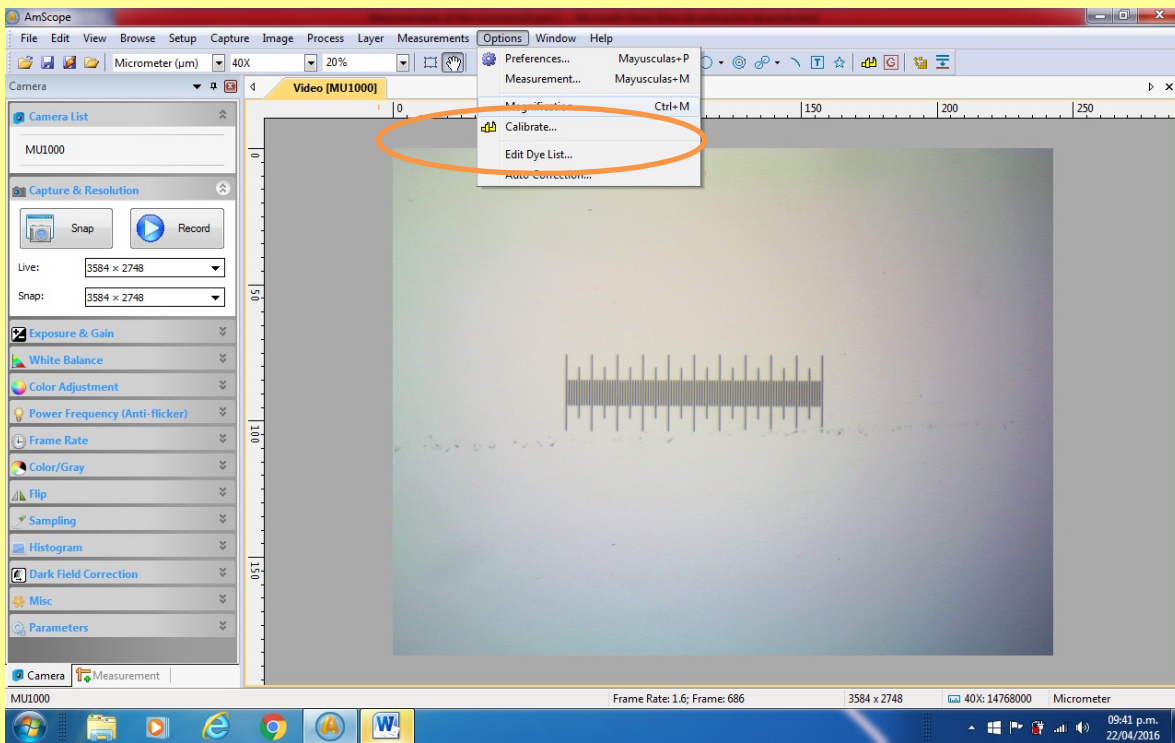 AmScope
File Edit View Browse Setup Capture Image Process Layer Measurements Options Window Help
Micrometer (µm) 40X 20%
Preferences... Mayusculas+P
Measurement... Mayusculas+M
Magnification... Ctrl+M
Calibrate...
Edit Dye List...
Auto Correction...
Camera
Video [MU1000]
0 150 200 250
0
50
100
150
Camera List
MU1000
Capture & Resolution
Snap Record
Live: 3584 × 2748
Snap: 3584 × 2748
Exposure & Gain
White Balance
Color Adjustment
Power Frequency (Anti-flicker)
Frame Rate
Color/Gray
Flip
Sampling
Histogram
Dark Field Correction
Misc
Parameters
Camera Measurement
MU1000 Frame Rate: 1.6; Frame: 686 3584 x 2748 40X: 14768000 Micrometer
09:41 p.m.
22/04/2016